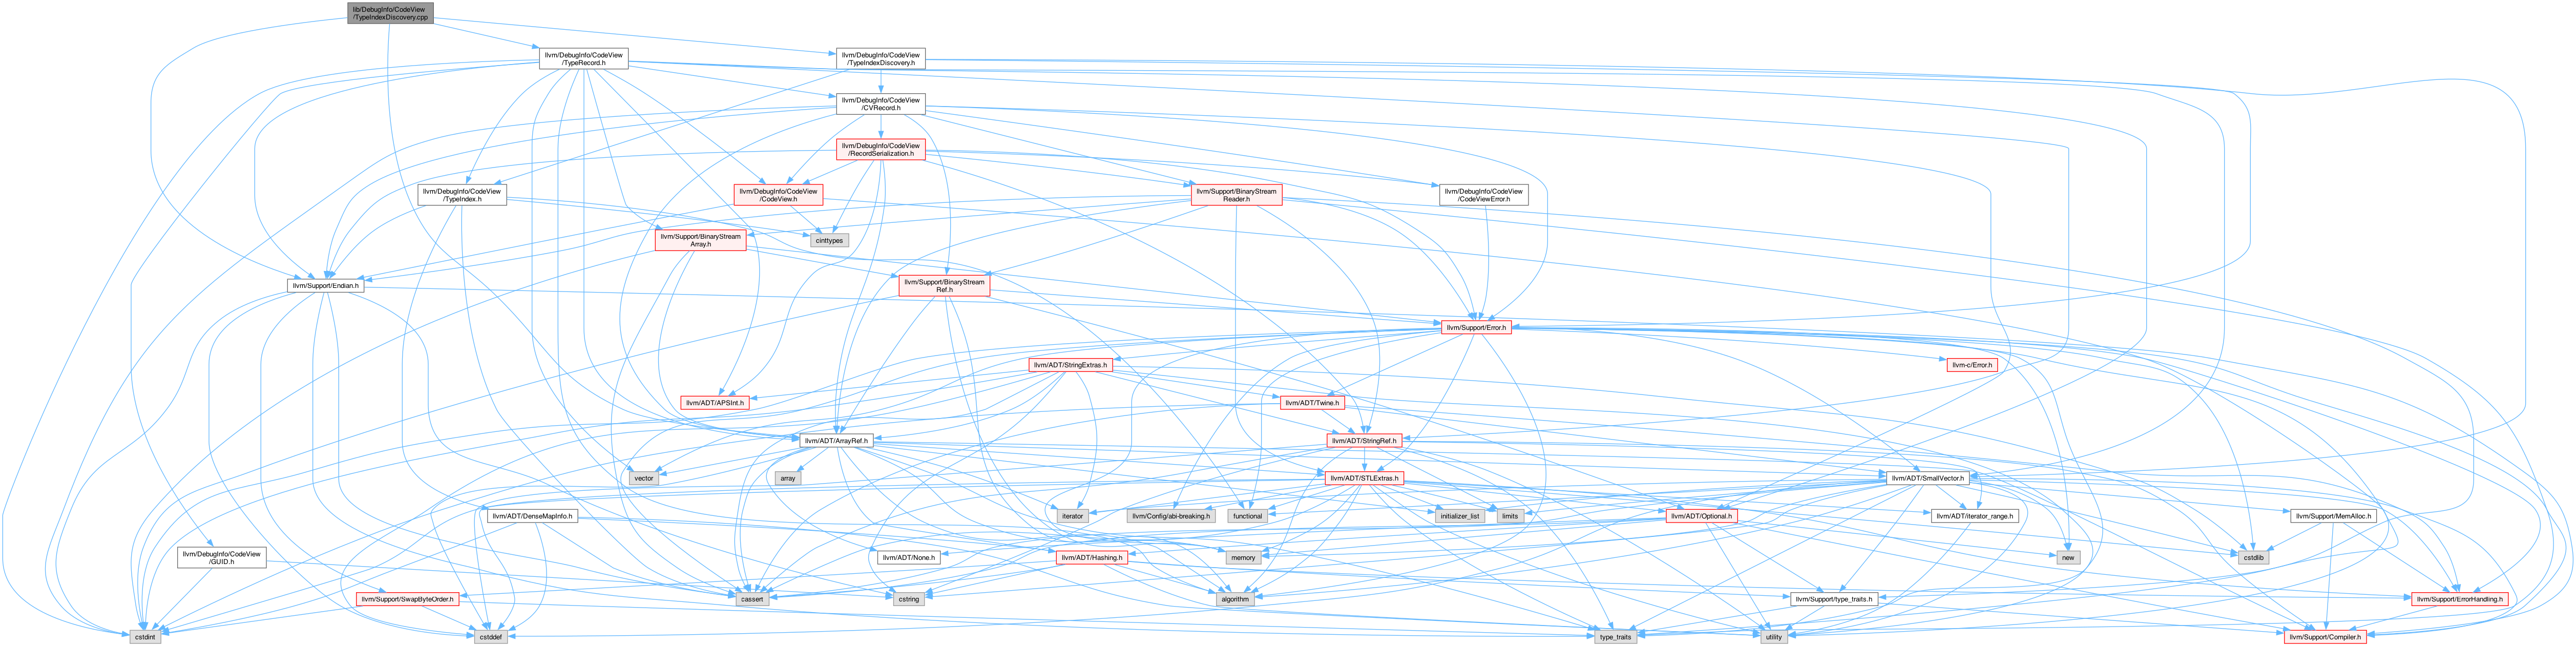 lib/DebugInfo/CodeView
/TypeIndexDiscovery.cpp
llvm/DebugInfo/CodeView
/TypeRecord.h
llvm/DebugInfo/CodeView
/TypeIndexDiscovery.h
llvm/DebugInfo/CodeView
/CVRecord.h
llvm/DebugInfo/CodeView
/RecordSerialization.h
llvm/DebugInfo/CodeView
/TypeIndex.h
llvm/DebugInfo/CodeView
/CodeView.h
llvm/Support/BinaryStream
Reader.h
llvm/DebugInfo/CodeView
/CodeViewError.h
llvm/Support/BinaryStream
Array.h
cinttypes
llvm/Support/Endian.h
llvm/Support/BinaryStream
Ref.h
llvm/Support/Error.h
llvm/ADT/StringExtras.h
llvm-c/Error.h
llvm/ADT/APSInt.h
llvm/ADT/Twine.h
llvm/ADT/ArrayRef.h
llvm/ADT/StringRef.h
vector
array
llvm/ADT/STLExtras.h
llvm/ADT/SmallVector.h
llvm/ADT/DenseMapInfo.h
iterator
llvm/Config/abi-breaking.h
functional
initializer_list
limits
llvm/ADT/Optional.h
llvm/ADT/iterator_range.h
llvm/Support/MemAlloc.h
llvm/DebugInfo/CodeView
/GUID.h
llvm/ADT/None.h
llvm/ADT/Hashing.h
memory
new
cstdlib
llvm/Support/SwapByteOrder.h
cassert
cstring
algorithm
llvm/Support/type_traits.h
llvm/Support/ErrorHandling.h
cstdint
cstddef
type_traits
utility
llvm/Support/Compiler.h